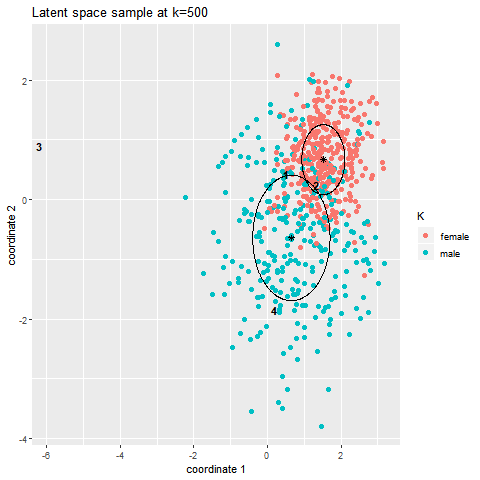 Latent space sample at k=500
2
0
-2
-4
coordinate 2
3
1
2
4
-6
-4
-2
0
2
coordinate 1
K
female
male